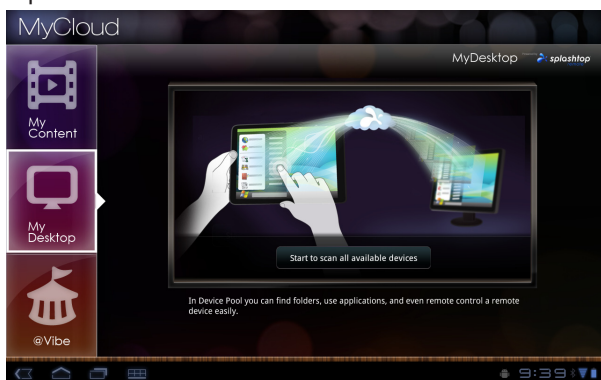 MyCloud
MyDesktop splashtop
My
Content
My
Desktop
Start to scan all available devices
In Device Pool you can find folders, use applications, and even remote control a remote
device easily.
@Vibe
9:39